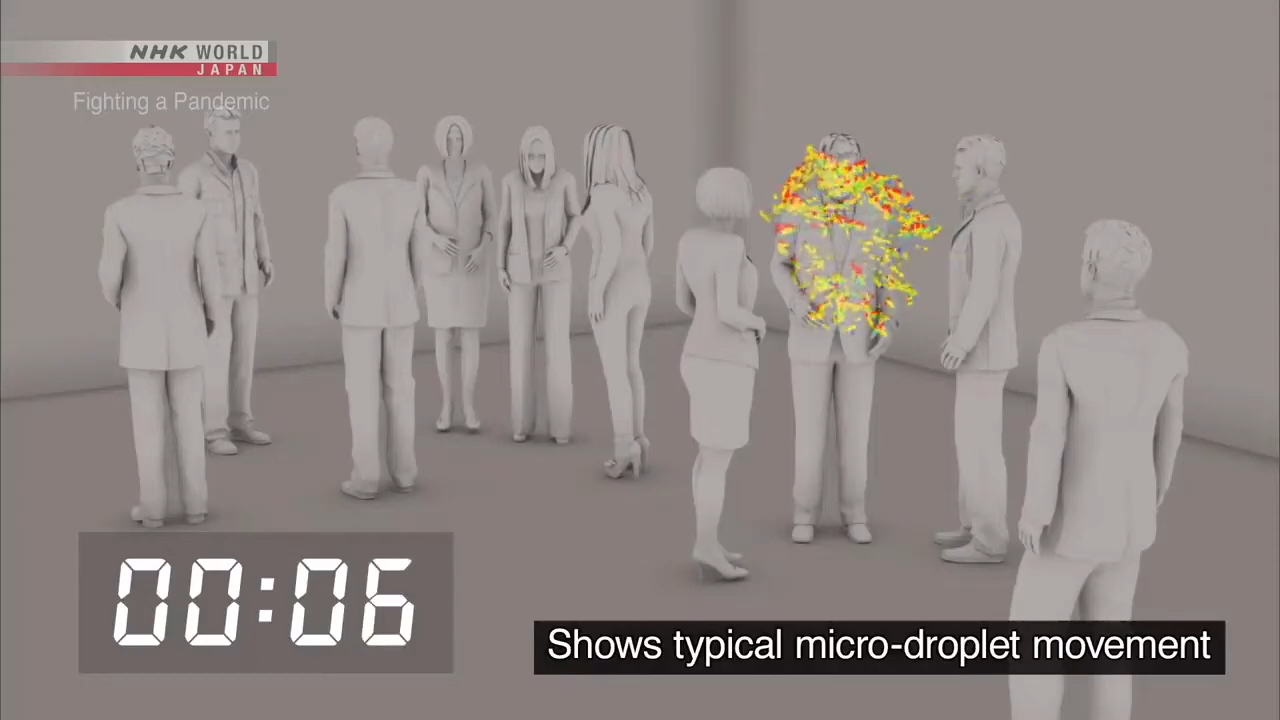 NHK WORLD
JAPAN
Fighting a Pandemic
00:06
Shows typical micro-droplet movement